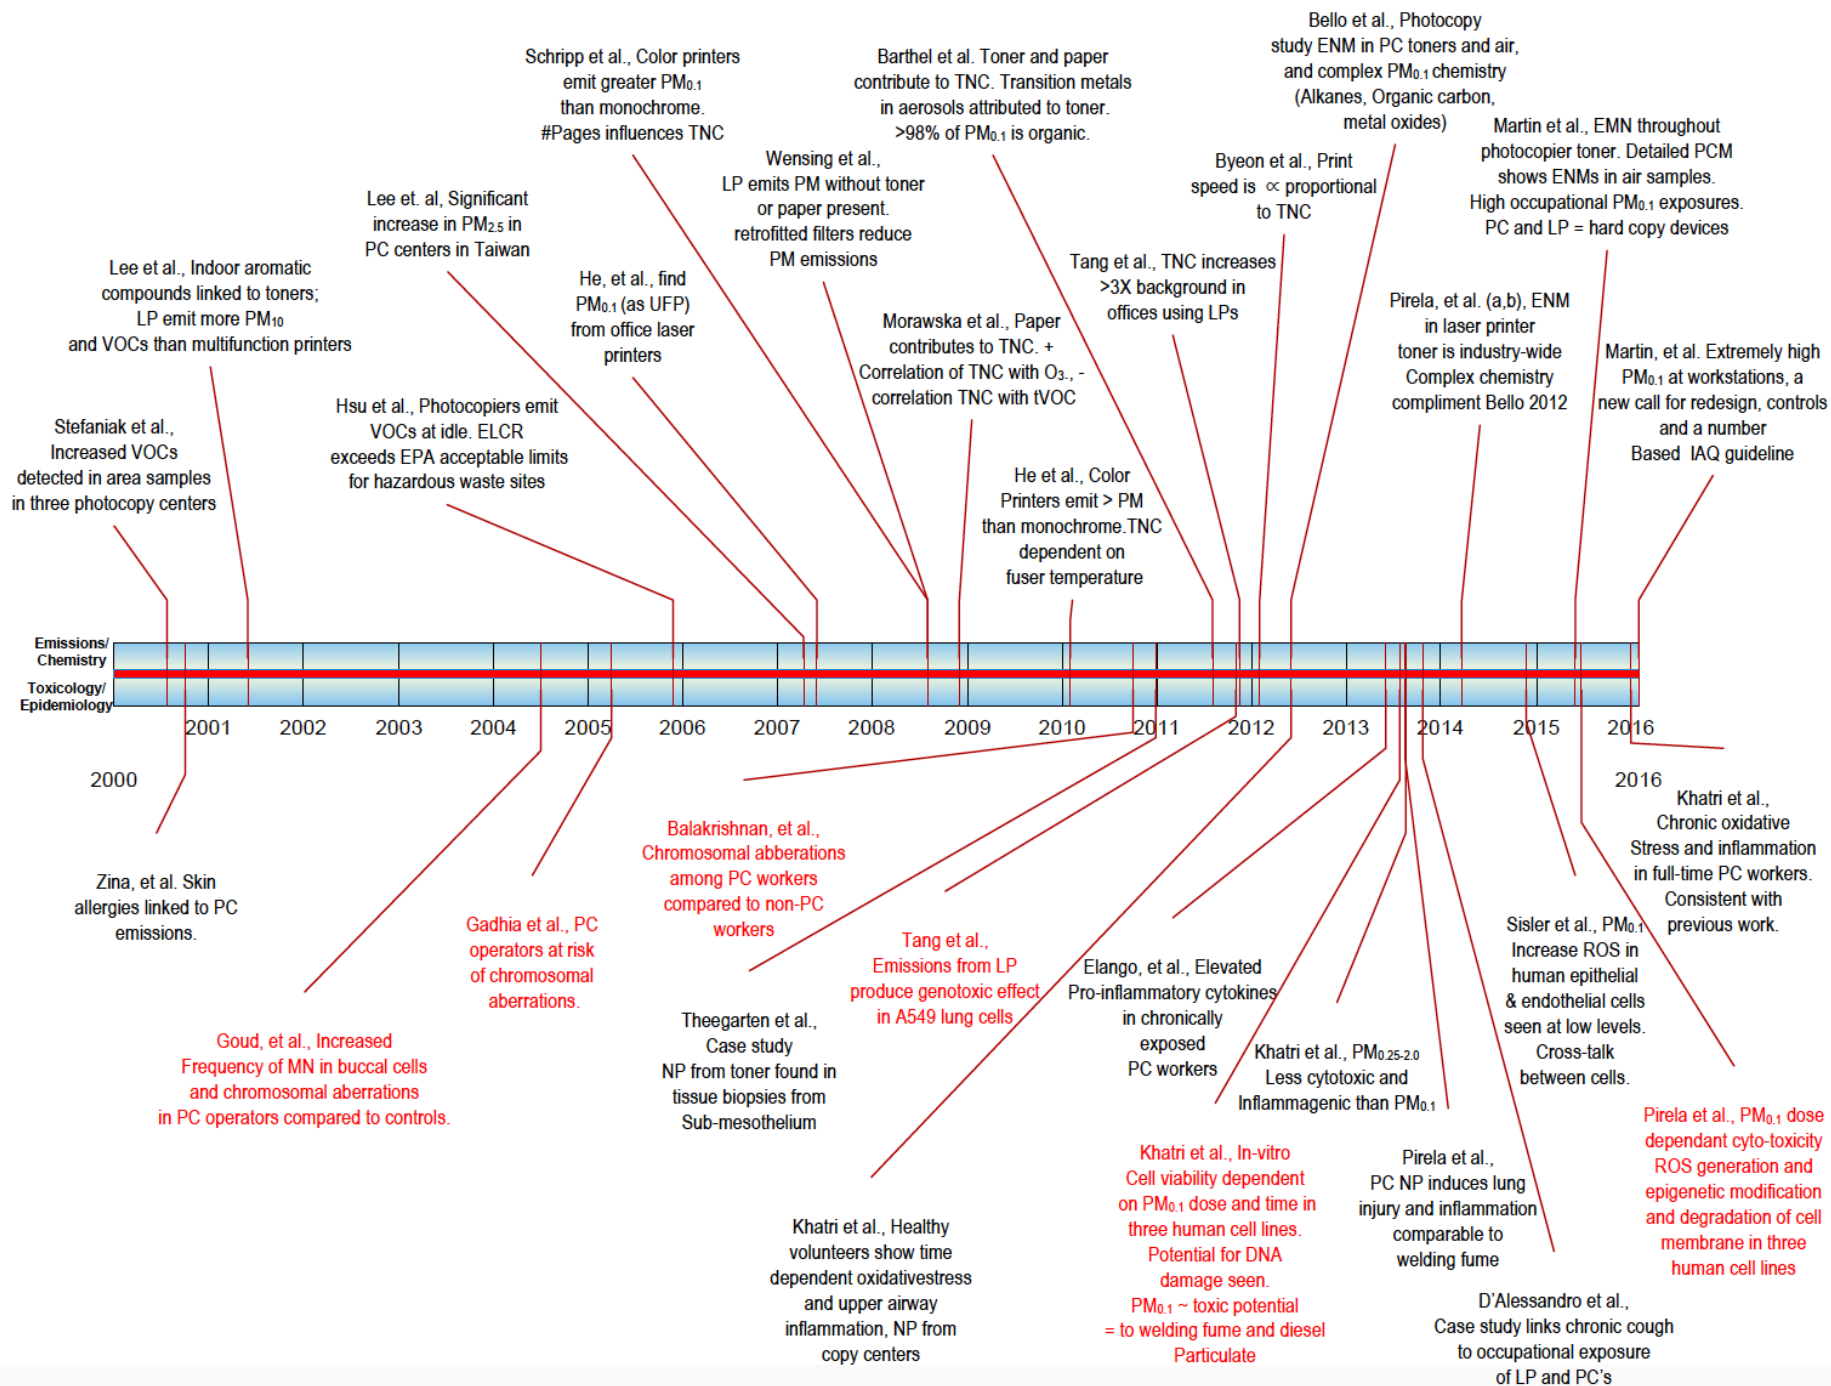 Bello et al., Photocopy
study ENM in PC toners and air,
and complex PM0.1 chemistry
(Alkanes, Organic carbon,
metal oxides)
Schripp et al., Color printers
emit greater PM0.1
than monochrome.
#Pages influences TNC
Barthel et al. Toner and paper
contribute to TNC. Transition metals
in aerosols attributed to toner.
>98% of PM0.1 is organic.
Martin et al., EMN throughout
photocopier toner. Detailed PCM
shows ENMs in air samples.
High occupational PM0.1 exposures.
PC and LP = hard copy devices
Wensing et al.,
LP emits PM without toner
or paper present.
retrofitted filters reduce
PM emissions
Byeon et al., Print
speed is ∝ proportional
to TNC
Lee et. al, Significant
increase in PM2.5 in
PC centers in Taiwan
Lee et al., Indoor aromatic
compounds linked to toners;
LP emit more PM10
and VOCs than multifunction printers
He, et al., find
PM0.1 (as UFP)
from office laser
printers
Tang et al., TNC increases
>3X background in
offices using LPs
Morawska et al., Paper
contributes to TNC. +
Correlation of TNC with O3., -
correlation TNC with tVOC
Pirela, et al. (a,b), ENM
in laser printer
toner is industry-wide
Complex chemistry
compliment Bello 2012
Martin, et al. Extremely high
PM0.1 at workstations, a
new call for redesign, controls
and a number
Based IAQ guideline
Hsu et al., Photocopiers emit
VOCs at idle. ELCR
exceeds EPA acceptable limits
for hazardous waste sites
Stefaniak et al.,
Increased VOCs
detected in area samples
in three photocopy centers
He et al., Color
Printers emit > PM
than monochrome.TNC
dependent on
fuser temperature
Emissions/
Chemistry
Toxicology/
Epidemiology
2001 2002 2003 2004 2005 2006 2007 2008 2009 2010 2011 2012 2013 2014 2015 2016
2000 2016
Zina, et al. Skin
allergies linked to PC
emissions.
Goud, et al., Increased
Frequency of MN in buccal cells
and chromosomal aberrations
in PC operators compared to controls.
Gadhia et al., PC
operators at risk
of chromosomal
aberrations.
Balakrishnan, et al.,
Chromosomal abberations
among PC workers
compared to non-PC
workers
Theegarten et al.,
Case study
NP from toner found in
tissue biopsies from
Sub-mesothelium
Tang et al.,
Emissions from LP
produce genotoxic effect
in A549 lung cells
Khatri et al., Healthy
volunteers show time
dependent oxidativestress
and upper airway
inflammation, NP from
copy centers
Elango, et al., Elevated
Pro-inflammatory cytokines
in chronically
exposed
PC workers
Khatri et al., In-vitro
Cell viability dependent
on PM0.1 dose and time in
three human cell lines.
Potential for DNA
damage seen.
PM0.1 ~ toxic potential
= to welding fume and diesel
Particulate
Khatri et al., PM0.25-2.0
Less cytotoxic and
Inflammagenic than PM0.1
Pirela et al.,
PC NP induces lung
injury and inflammation
comparable to
welding fume
D'Alessandro et al.,
Case study links chronic cough
to occupational exposure
of LP and PC's
Sisler et al., PM0.1
Increase ROS in
human epithelial
& endothelial cells
seen at low levels.
Cross-talk
between cells.
Pirela et al., PM0.1 dose
dependant cyto-toxicity
ROS generation and
epigenetic modification
and degradation of cell
membrane in three
human cell lines
Khatri et al.,
Chronic oxidative
Stress and inflammation
in full-time PC workers.
Consistent with
previous work.